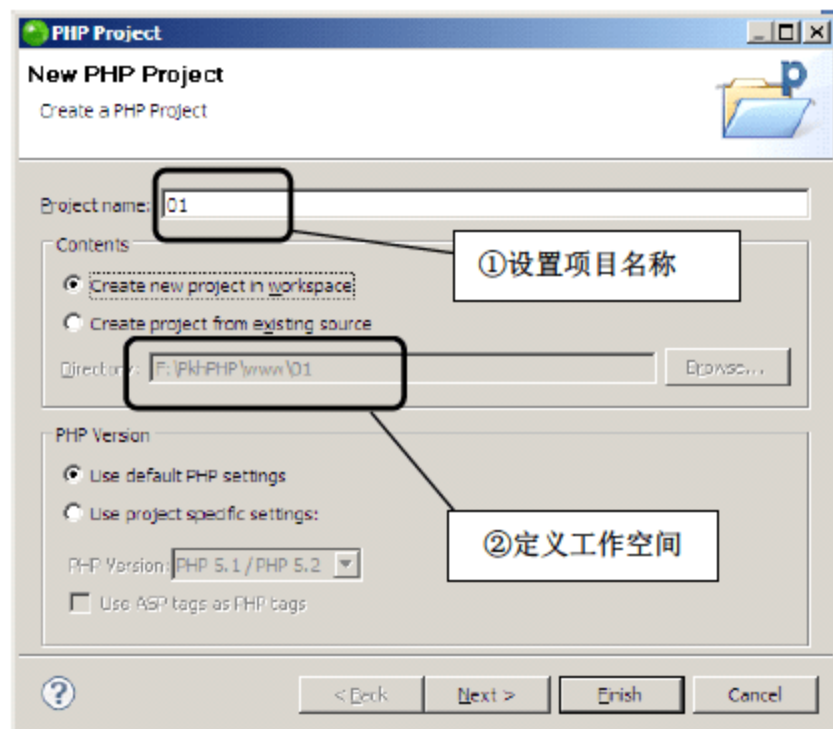 PHP Project
New PHP Project
Create a PHP Project
Project name: 01
Contents
①设置项目名称
Create new project in workspace
Create project from existing source
Directory: F:\PkhPHP\www\01 Browse...
PHP Version
Use default PHP settings
Use project specific settings:
②定义工作空间
PHP Version: PHP 5.1 / PHP 5.2
Use ASP tags as PHP tags
? < Back Next > Finish Cancel